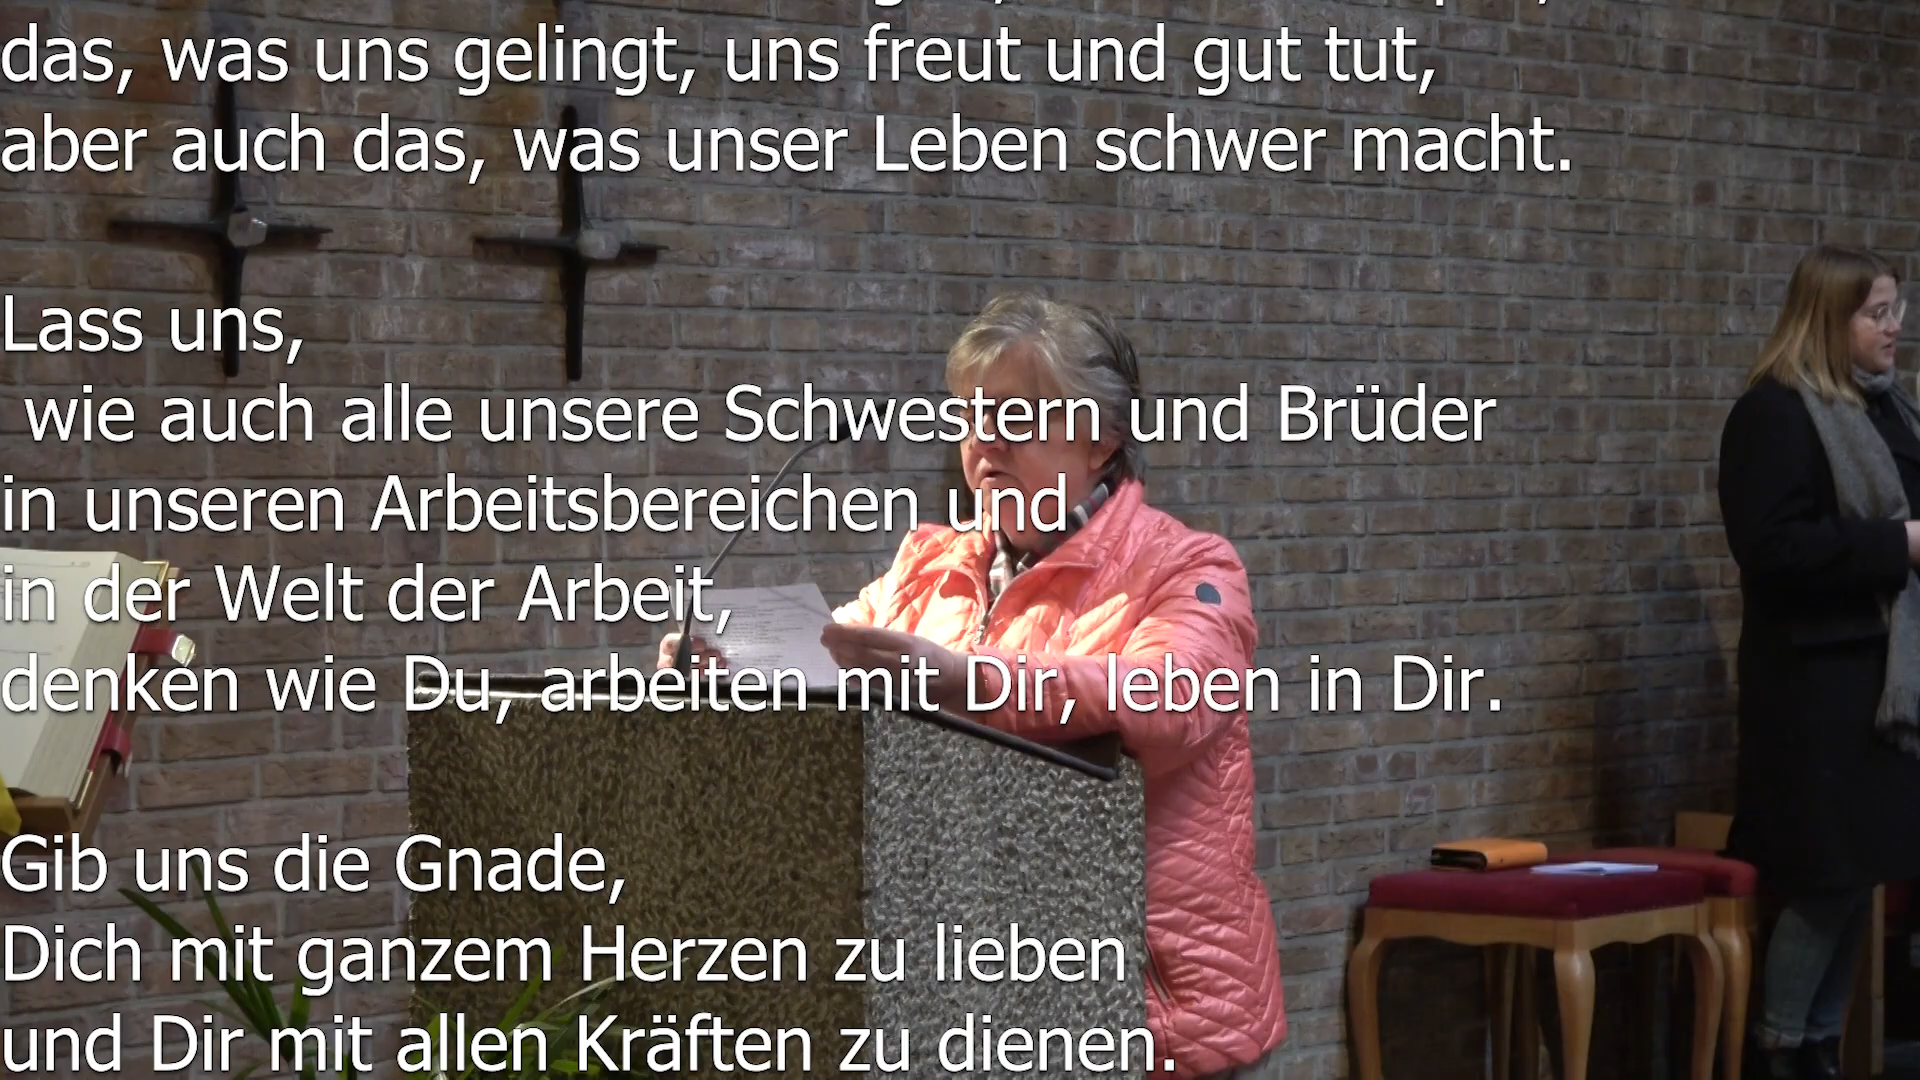 das, was uns gelingt, uns freut und gut tut,
aber auch das, was unser Leben schwer macht.
Lass uns,
wie auch alle unsere Schwestern und Brüder
in unseren Arbeitsbereichen und
in der Welt der Arbeit,
denken wie Du, arbeiten mit Dir, leben in Dir.
Gib uns die Gnade,
Dich mit ganzem Herzen zu lieben
und Dir mit allen Kräften zu dienen.